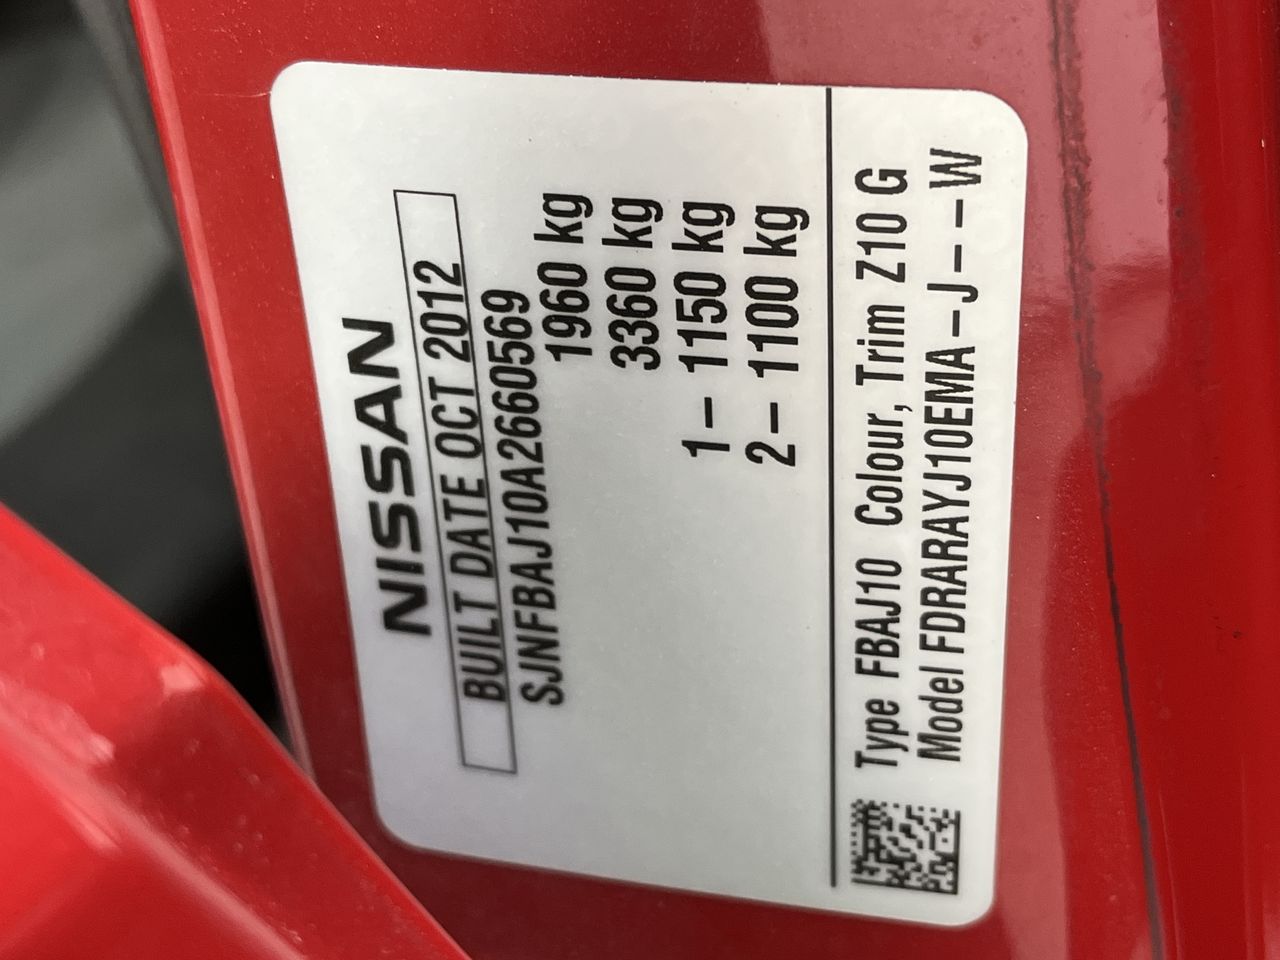 NISSAN
BUILT DATE OCT 2012
SJNFBAJ10A2660569
1960 kg
3360 kg
1– 1150 kg
2– 1100 kg
Type FBAJ10 Colour, Trim Z10 G
Model FDRARAYJ10EMA –J– –W